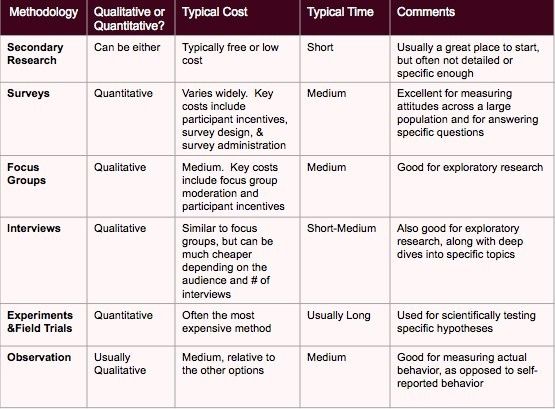 Methodology
Qualitative or
Quantitative?
Typical Cost
Typical Time
Comments
Secondary
Research
Can be either
Typically free or low
cost
Short
Usually a great place to start,
but often not detailed or
specific enough
Surveys
Quantitative
Varies widely.  Key
costs include
participant incentives,
survey design, &
survey administration
Medium
Excellent for measuring
attitudes across a large
population and for answering
specific questions
Focus
Groups
Qualitative
Medium.  Key costs
include focus group
moderation and
participant incentives
Medium
Good for exploratory research
Interviews
Qualitative
Similar to focus
groups, but can be
much cheaper
depending on the
audience and # of
interviews
Short-Medium
Also good for exploratory
research, along with deep
dives into specific topics
Experiments
&Field Trials
Quantitative
Often the most
expensive method
Usually Long
Used for scientifically testing
specific hypotheses
Observation
Usually
Qualitative
Medium, relative to
the other options
Medium
Good for measuring actual
behavior, as opposed to self-
reported behavior